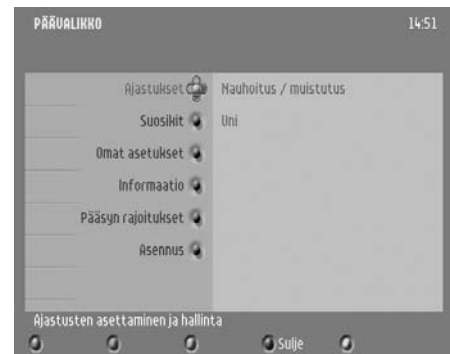 PÄÄVALIKKO 14:51
Ajastukset Nauhoitus / muistutus
Suosikit Uni
Omat asetukset
Informaatio
Pääsyn rajoitukset
Asennus
Ajastusten asettaminen ja hallinta
Sulje